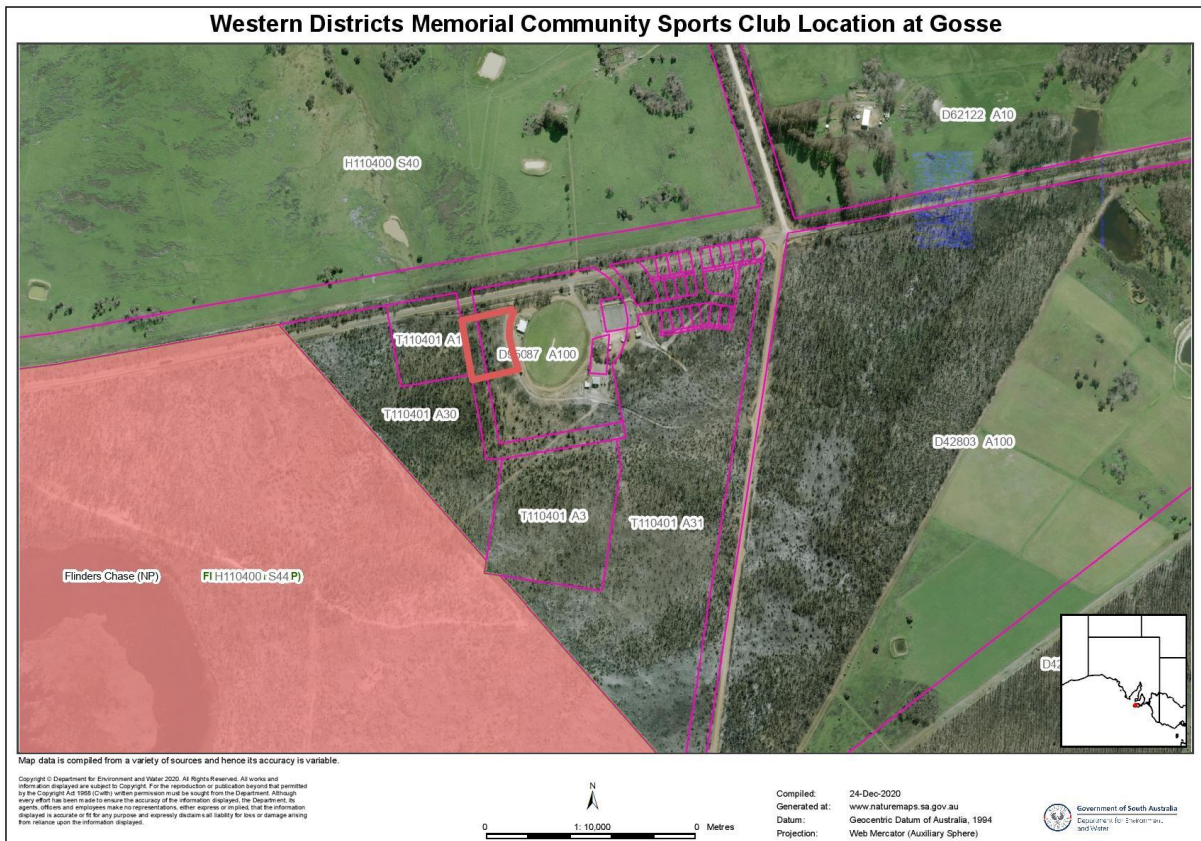 Western Districts Memorial Community Sports Club Location at Gosse
D62122 A10
H110400 S40
T110401 A1
D95087 A100
T110401 A30
D42803 A100
T110401 A3
T110401 A31
Flinders Chase (NP)
Fl H110400 S44 P)
D42
Map data is compiled from a variety of sources and hence its accuracy is variable.
Copyright © Department for Environment and Water 2020. All Rights Reserved. All works and
information displayed are subject to Copyright. For the reproduction or publication beyond that permitted
by the Copyright Act 1968 (Cwlth) written permission must be sought from the Department. Although
every effort has been made to ensure the accuracy of the information displayed, the Department, its
agents, officers and employees make no representations, either express or implied, that the information
displayed is accurate or fit for any purpose and expressly disclaims all liability for loss or damage arising
from reliance upon the information displayed.
N
0 1: 10,000 0 Metres
Compiled: 24-Dec-2020
Generated at: www.naturemaps.sa.gov.au
Datum: Geocentric Datum of Australia, 1994
Projection: Web Mercator (Auxiliary Sphere)
Government of South Australia
Department for Environment
and Water